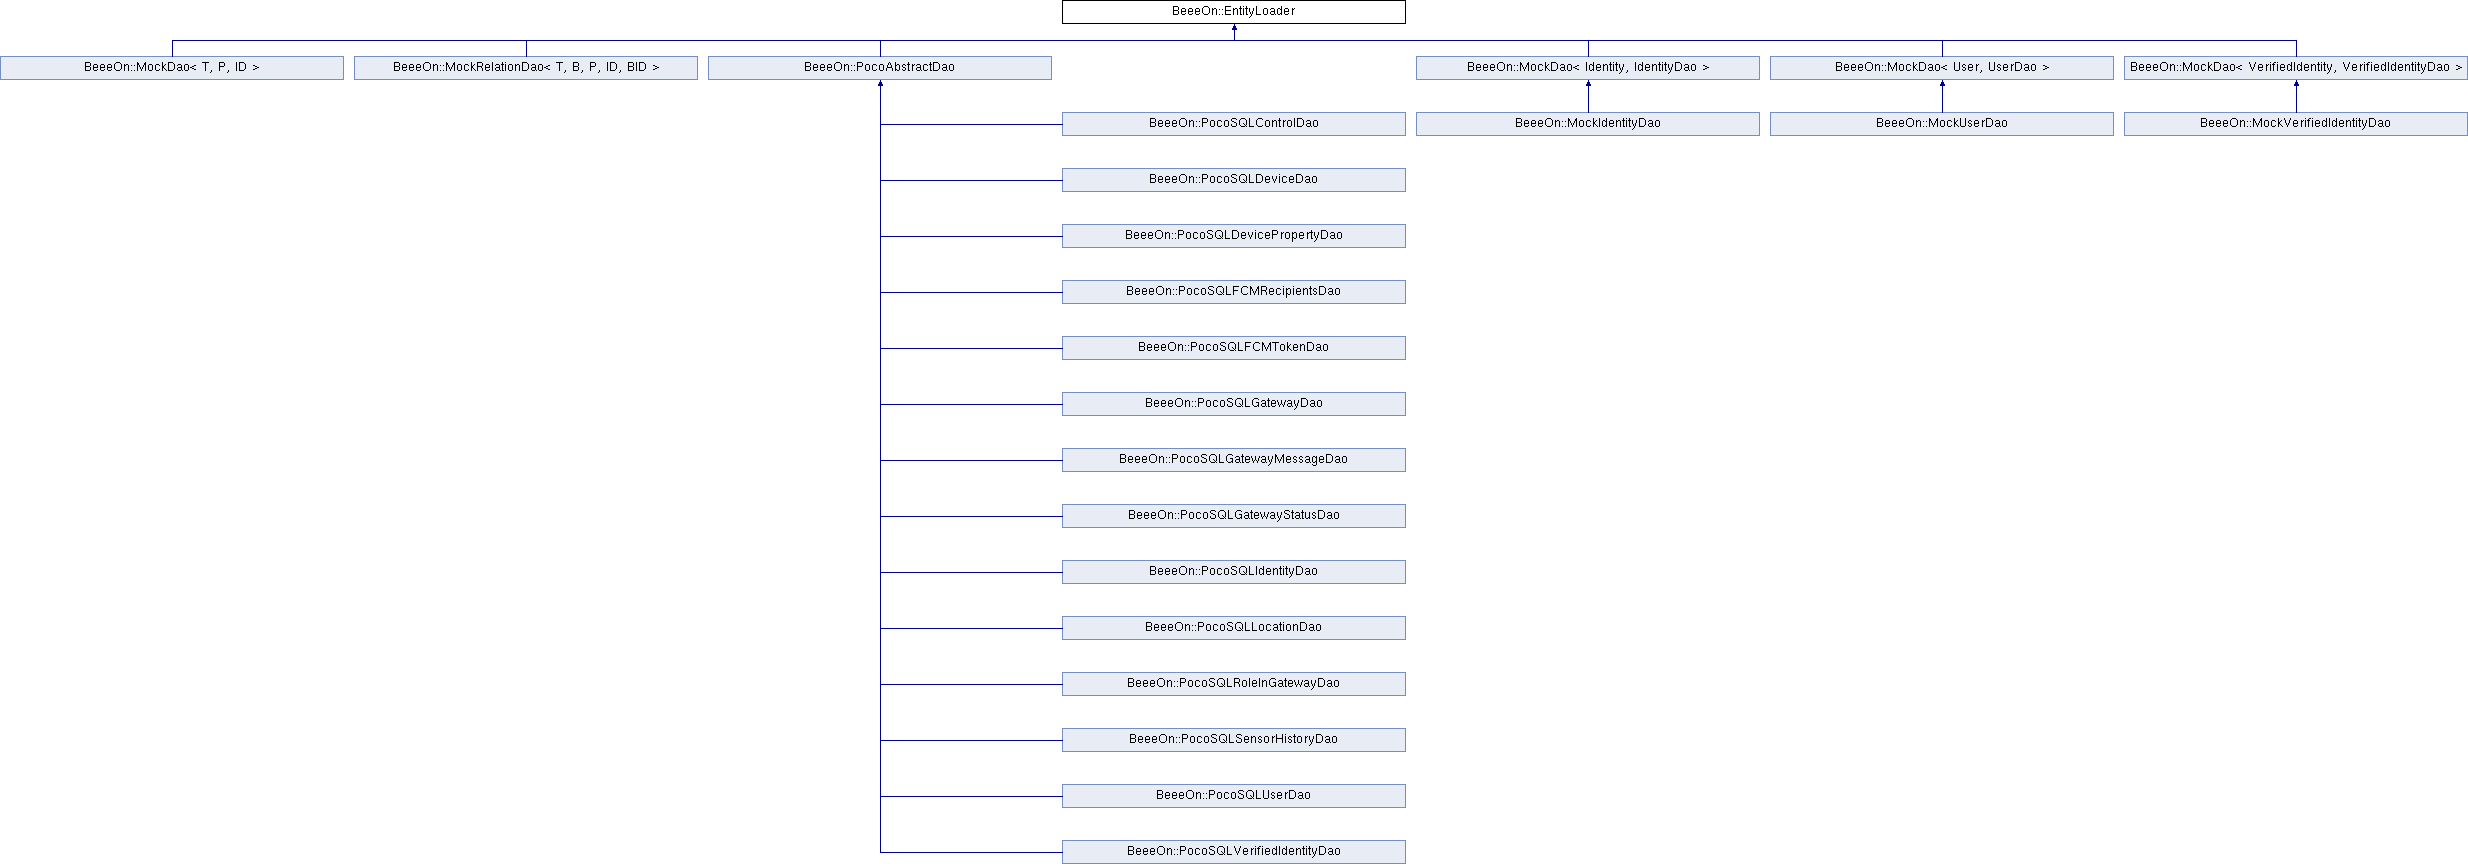 BeeeOn::EntityLoader
BeeeOn::MockDao< T, P, ID >
BeeeOn::MockRelationDao< T, B, P, ID, BID >
BeeeOn::PocoAbstractDao
BeeeOn::MockDao< Identity, IdentityDao >
BeeeOn::MockDao< User, UserDao >
BeeeOn::MockDao< VerifiedIdentity, VerifiedIdentityDao >
BeeeOn::PocoSQLControlDao
BeeeOn::MockIdentityDao
BeeeOn::MockUserDao
BeeeOn::MockVerifiedIdentityDao
BeeeOn::PocoSQLDeviceDao
BeeeOn::PocoSQLDevicePropertyDao
BeeeOn::PocoSQLFCMRecipientsDao
BeeeOn::PocoSQLFCMTokenDao
BeeeOn::PocoSQLGatewayDao
BeeeOn::PocoSQLGatewayMessageDao
BeeeOn::PocoSQLGatewayStatusDao
BeeeOn::PocoSQLIdentityDao
BeeeOn::PocoSQLLocationDao
BeeeOn::PocoSQLRoleInGatewayDao
BeeeOn::PocoSQLSensorHistoryDao
BeeeOn::PocoSQLUserDao
BeeeOn::PocoSQLVerifiedIdentityDao